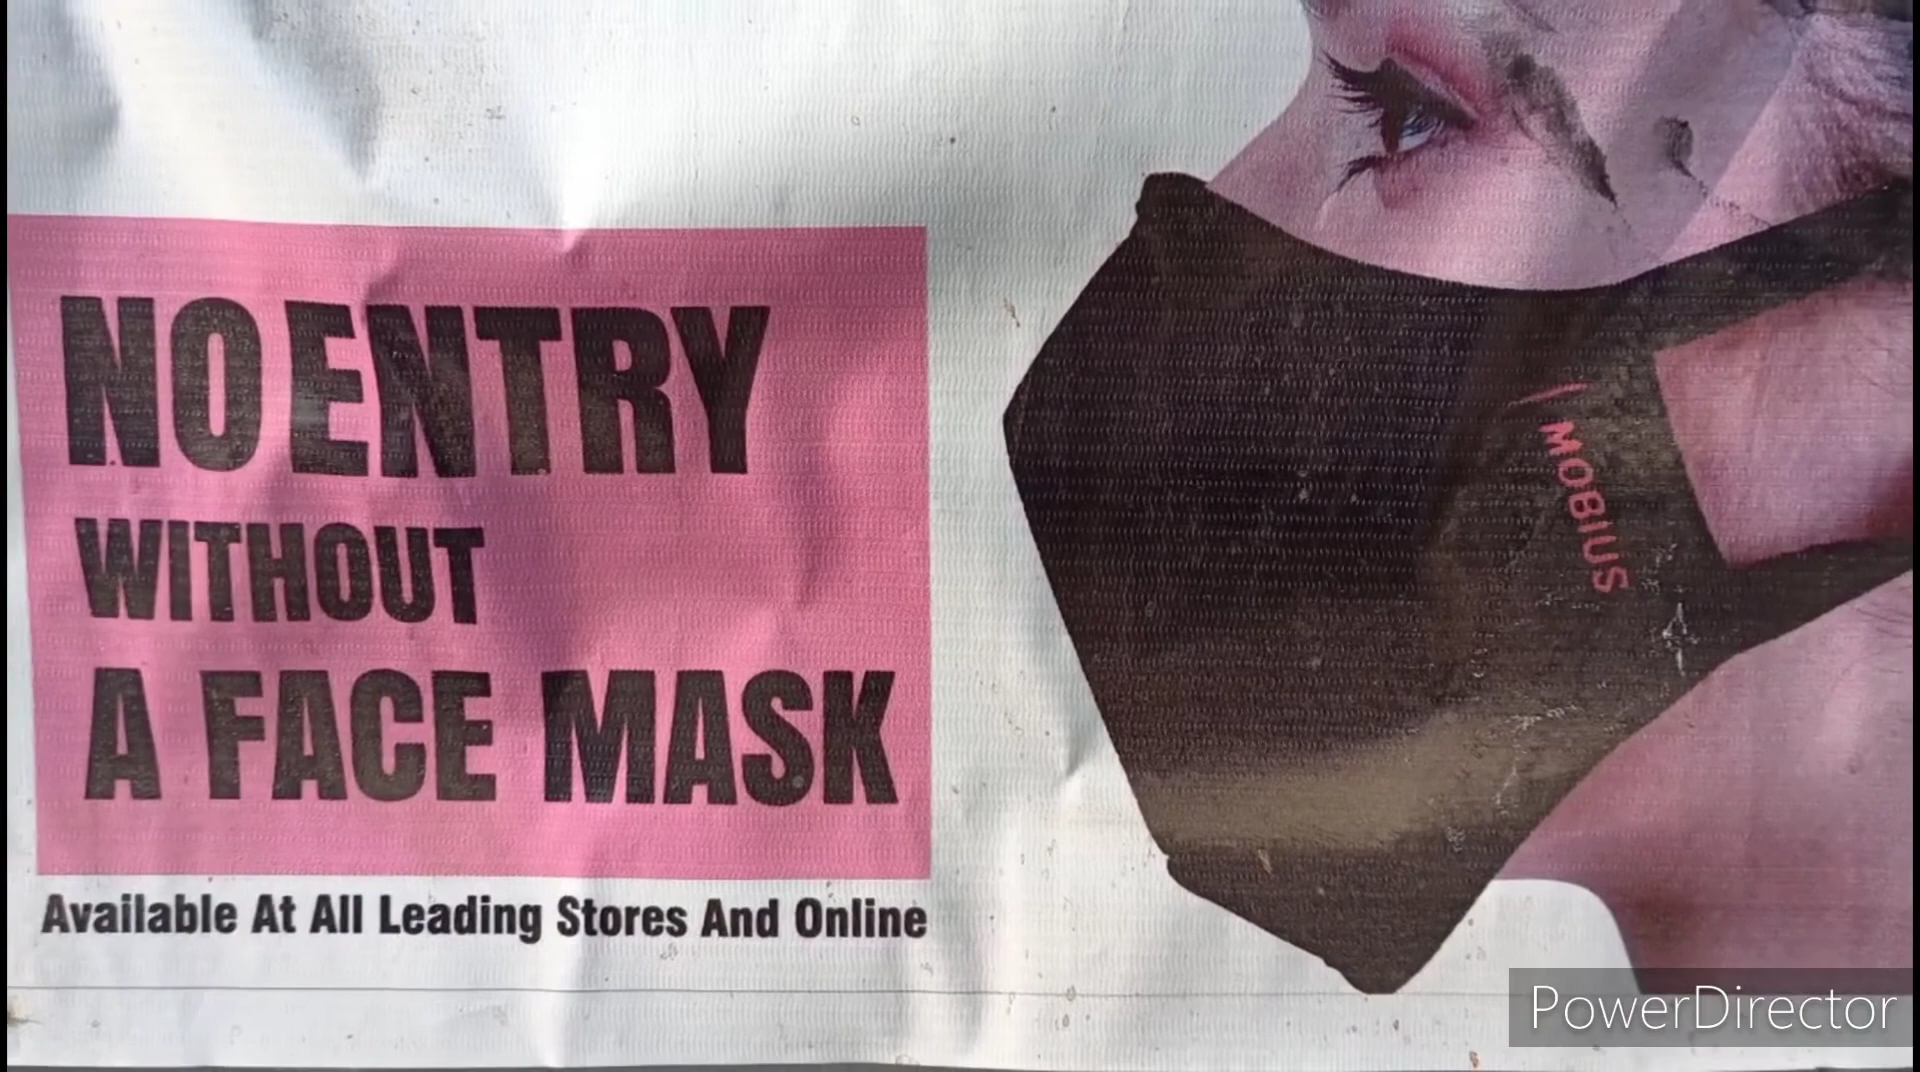 NO ENTRY
WITHOUT
A FACE MASK
Available At All Leading Stores And Online
MOBIUS
PowerDirector